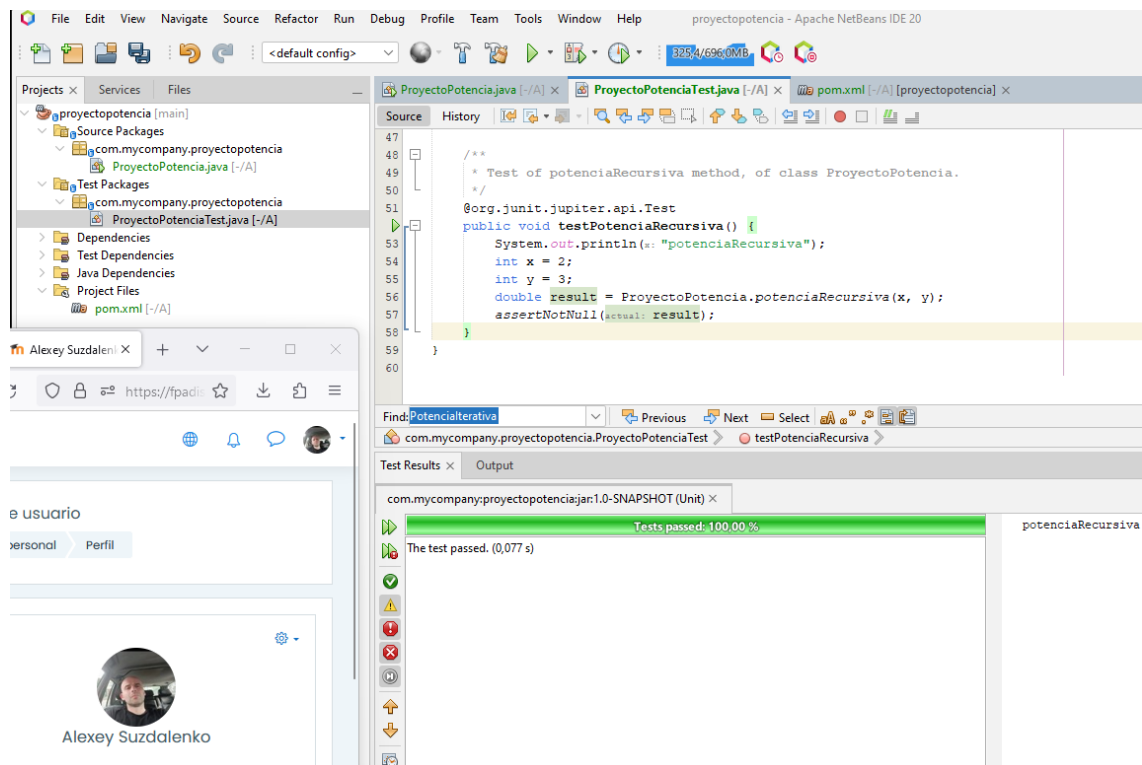 File Edit View Navigate Source Refactor Run Debug Profile Team Tools Window Help proyectopotencia - Apache NetBeans IDE 20
<default config> 325,4/696,0MB
Projects Services Files
proyectopotencia [main]
Source Packages
com.mycompany.proyectopotencia
ProyectoPotencia.java [-/A]
Test Packages
com.mycompany.proyectopotencia
ProyectoPotenciaTest.java [-/A]
Dependencies
Test Dependencies
Java Dependencies
Project Files
pom.xml [-/A]
ProyectoPotencia.java [-/A] ProyectoPotenciaTest.java [-/A] pom.xml [-/A] [proyectopotencia]
Source History
47
48 /**
49 * Test of potenciaRecursiva method, of class ProyectoPotencia.
50 */
51 @org.junit.jupiter.api.Test
public void testPotenciaRecursiva() {
53 System.out.println(x: "potenciaRecursiva");
54 int x = 2;
55 int y = 3;
56 double result = ProyectoPotencia.potenciaRecursiva(x, y);
57 assertNotNull(actual: result);
58 }
59 }
60
Find: PotenciaIterativa Previous Next Select
com.mycompany.proyectopotencia.ProyectoPotenciaTest testPotenciaRecursiva
Test Results Output
com.mycompany:proyectopotencia:jar:1.0-SNAPSHOT (Unit)
Tests passed: 100,00 %
The test passed. (0,077 s)
potenciaRecursiva
Alexey Suzdalen
https://fpadis
e usuario
personal Perfil
Alexey Suzdalenko